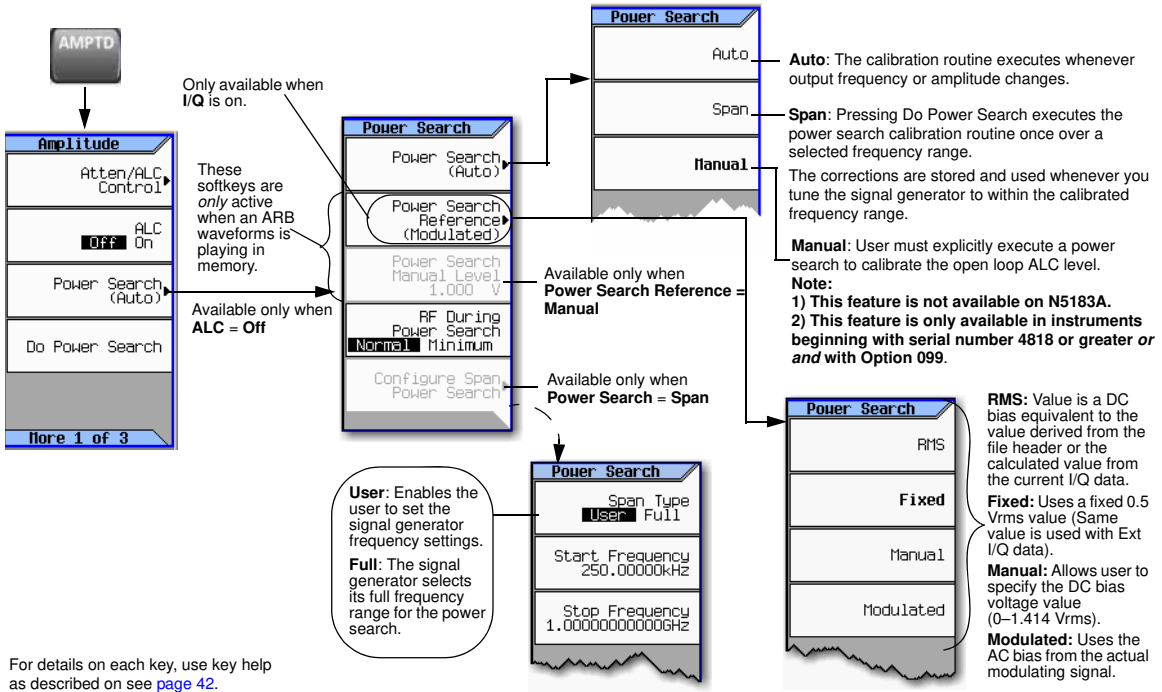 AMPTD
Amplitude
Atten/ALC
Control
ALC
Off On
Power Search
(Auto)
Do Power Search
More 1 of 3
Only available when
I/Q is on.
These
softkeys are
only active
when an ARB
waveforms is
playing in
memory.
Available only when
ALC = Off
Power Search
Power Search
(Auto)
Power Search
Reference
(Modulated)
Power Search
Manual Level
1.000 V
RF During
Power Search
Normal Minimum
Configure Span
Power Search
Available only when
Power Search Reference =
Manual
Available only when
Power Search = Span
Power Search
Auto
Span
Manual
Auto: The calibration routine executes whenever
output frequency or amplitude changes.
Span: Pressing Do Power Search executes the
power search calibration routine once over a
selected frequency range.
The corrections are stored and used whenever you
tune the signal generator to within the calibrated
frequency range.
Manual: User must explicitly execute a power
search to calibrate the open loop ALC level.
Note:
1) This feature is not available on N5183A.
2) This feature is only available in instruments
beginning with serial number 4818 or greater or
and with Option 099.
User: Enables the
user to set the
signal generator
frequency settings.
Full: The signal
generator selects
its full frequency
range for the power
search.
Power Search
Span Type
User Full
Start Frequency
250.00000kHz
Stop Frequency
1.00000000000GHz
Power Search
RMS
Fixed
Manual
Modulated
RMS: Value is a DC
bias equivalent to the
value derived from the
file header or the
calculated value from
the current I/Q data.
Fixed: Uses a fixed 0.5
Vrms value (Same
value is used with Ext
I/Q data).
Manual: Allows user to
specify the DC bias
voltage value
(0–1.414 Vrms).
Modulated: Uses the
AC bias from the actual
modulating signal.
For details on each key, use key help
as described on see page 42.